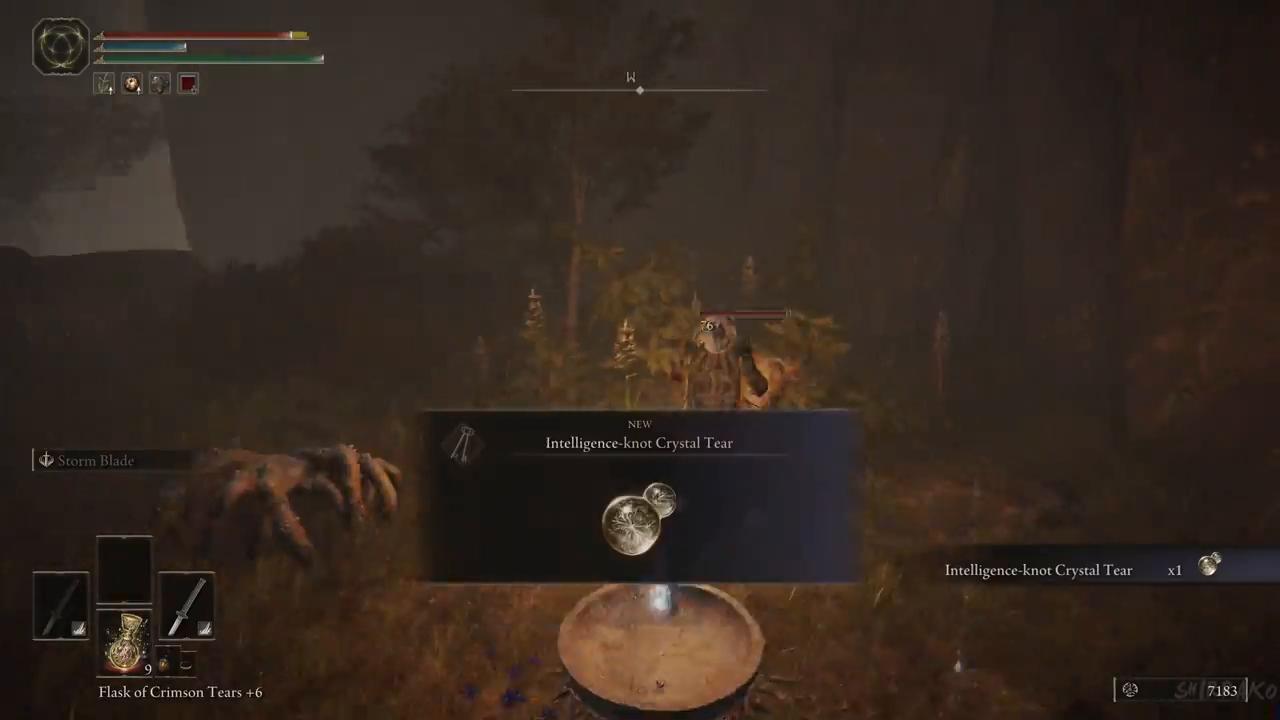 W
76
NEW
Intelligence-knot Crystal Tear
Storm Blade
Intelligence-knot Crystal Tear x1
9
Flask of Crimson Tears +6
7183